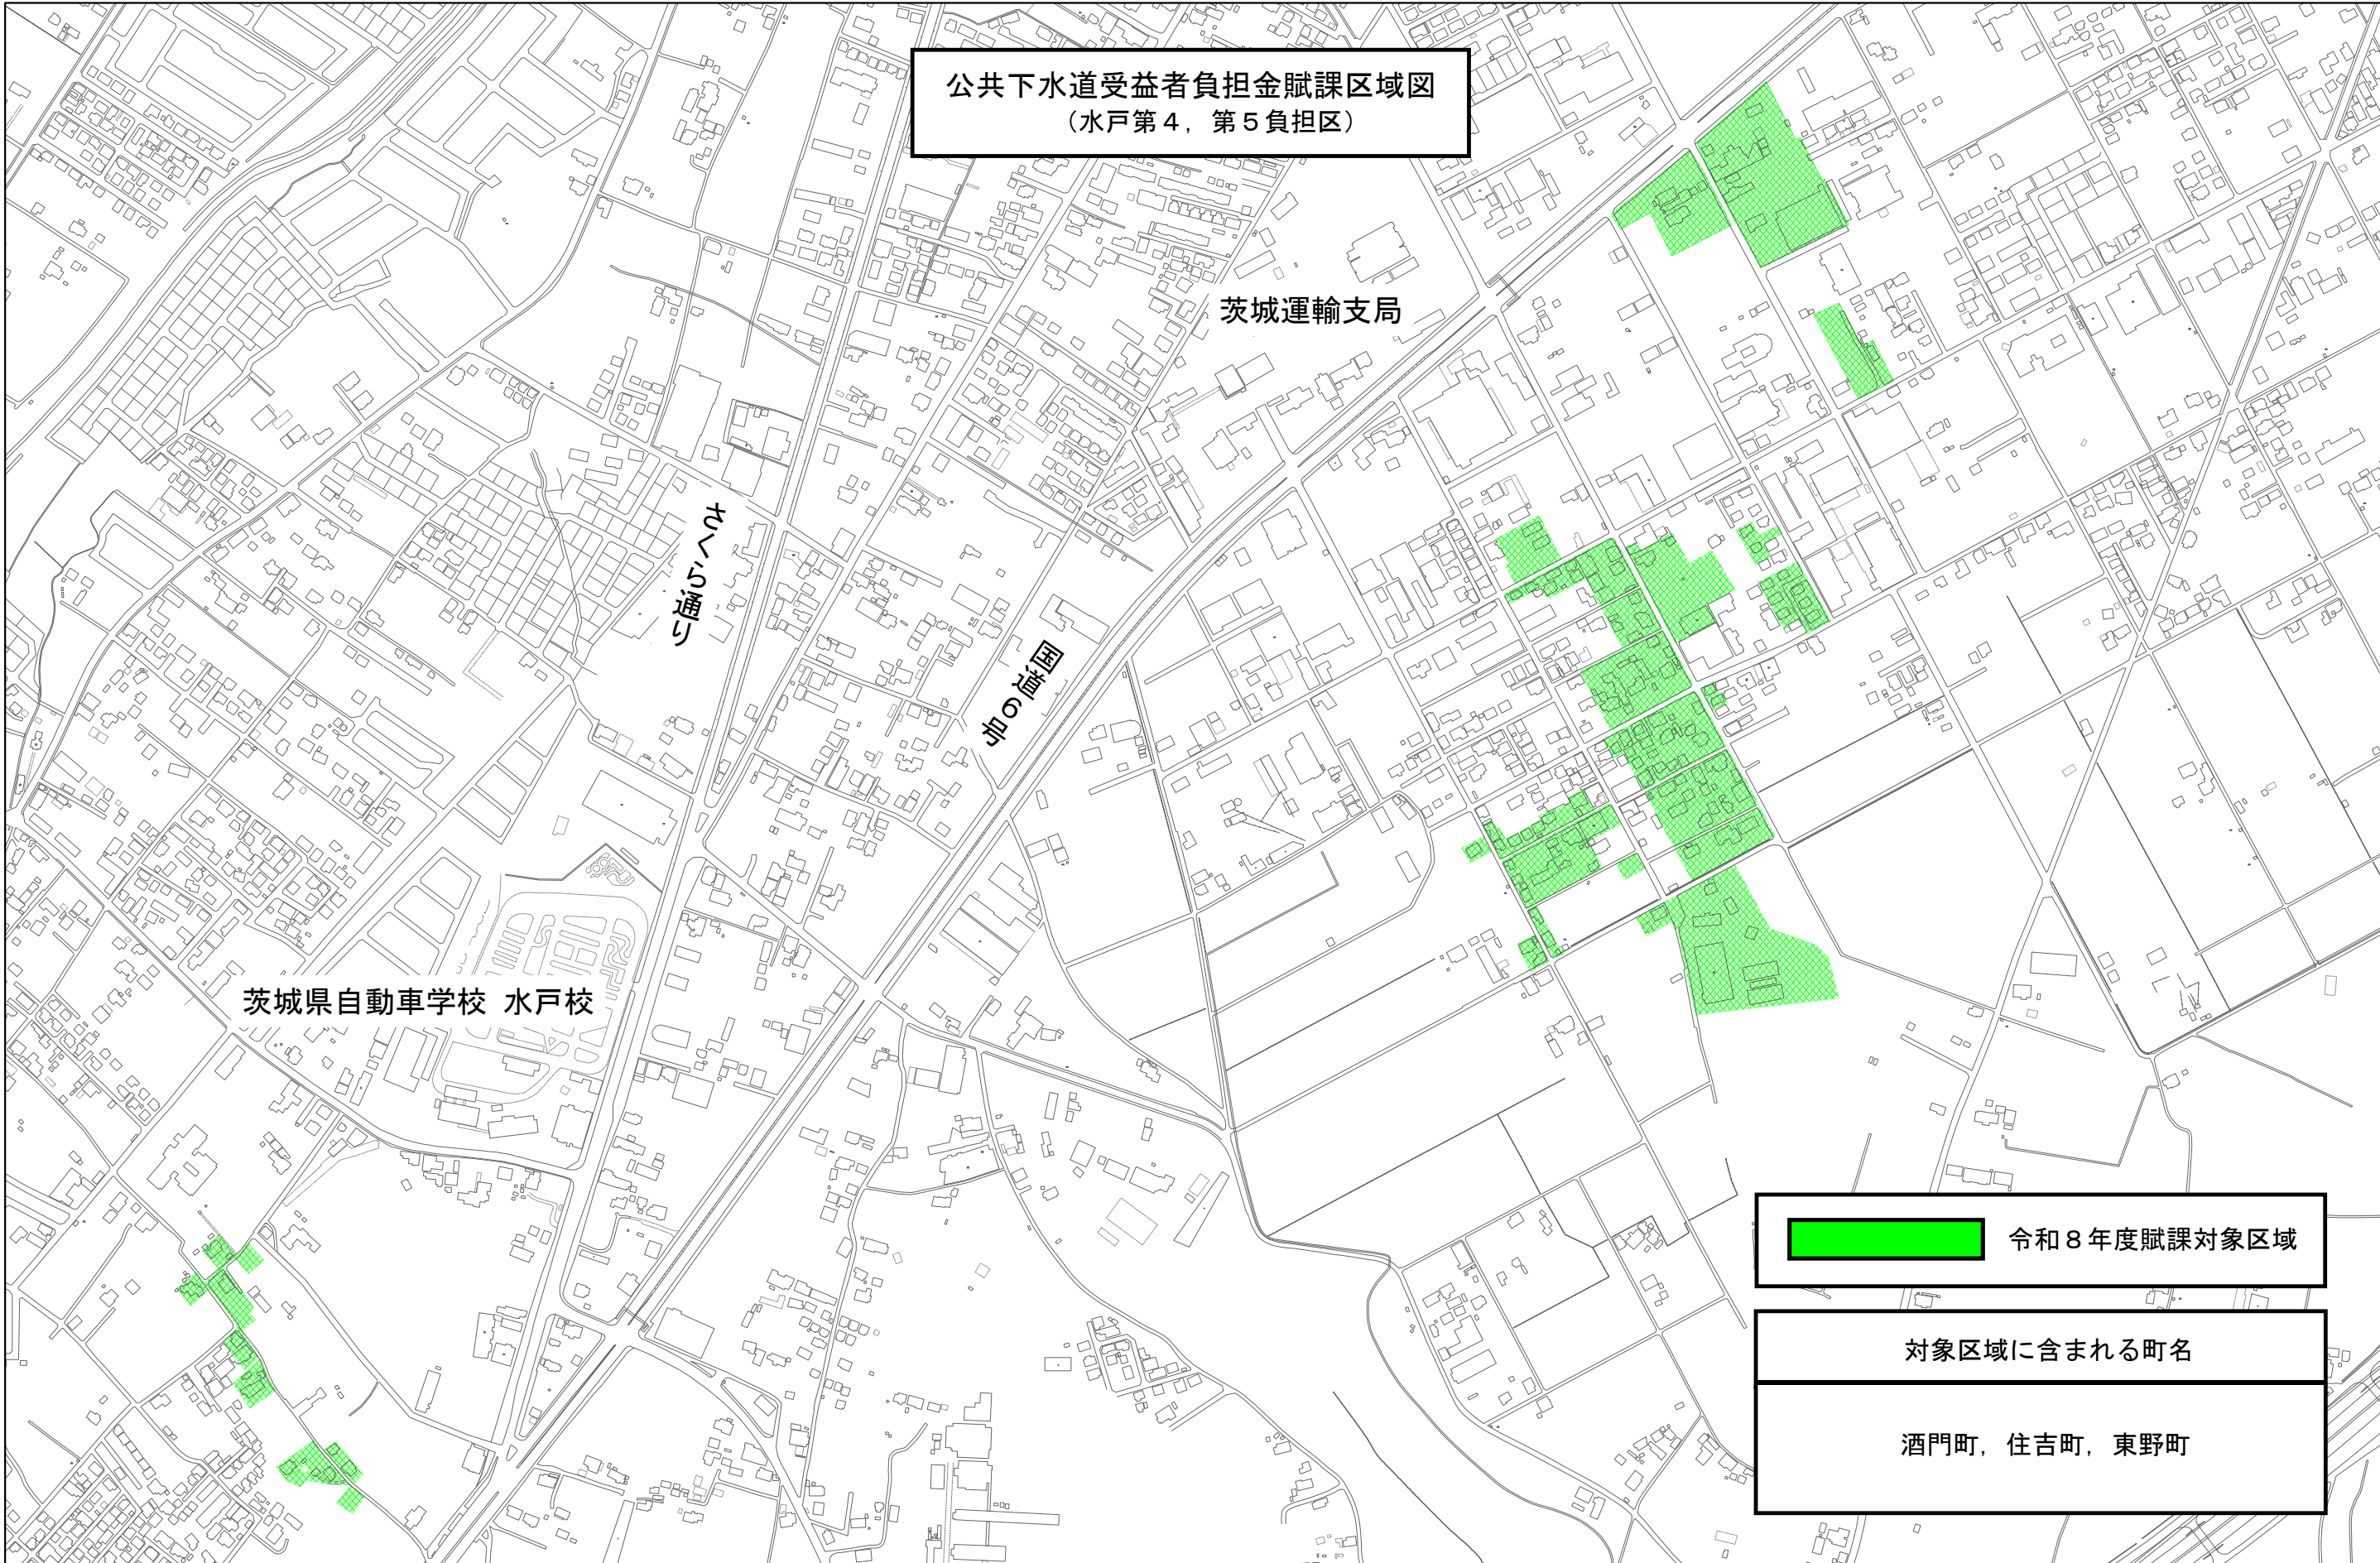 公共下水道受益者負担金賦課区域図
（水戸第４，第５負担区）
茨城運輸支局
さくら通り
国道６号
茨城県自動車学校 水戸校
令和８年度賦課対象区域
対象区域に含まれる町名
酒門町，住吉町，東野町